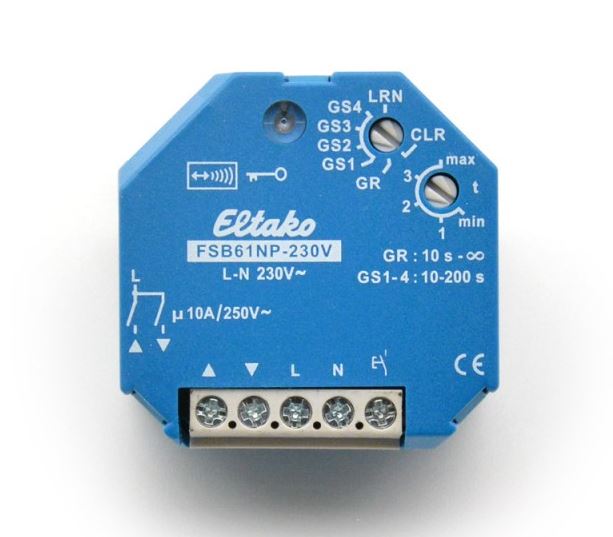 LRN
GS4
GS3
GS2
GS1
GR
CLR
max
3
t
2
min
1
Eltako
FSB61NP-230V
L-N 230V~
GR : 10 s - ∞
GS1-4 : 10-200 s
L
µ 10A/250V~
▲ ▼
▲ ▼ L N
CE